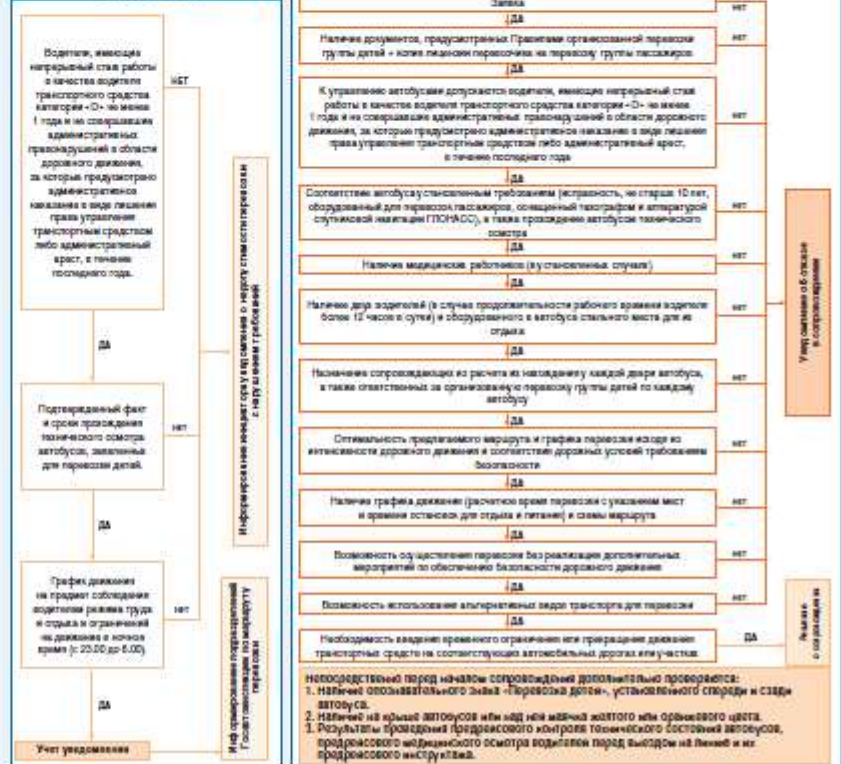 Водители, имеющие
непрерывный стаж работы
в качестве водителя
транспортного средства
категории «D» не менее
1 года и не совершавшие
административных
правонарушений в области
дорожного движения,
за которые предусмотрено
административное
наказание в виде лишения
права управления
транспортным средством
либо административный
арест, в течение
последнего года.
НЕТ
ДА
Подтвержденный факт
и сроки прохождения
технического осмотра
автобусов, заявленных
для перевозки детей.
НЕТ
ДА
График движения
на предмет соблюдения
водителем режима труда
и отдыха и ограничений
на движение в ночное
время (с 23.00 до 6.00).
НЕТ
ДА
Учет уведомления
Информирование инициатора уведомления о недопустимости перевозки
с нарушением требований
Информирование подразделений
Госавтоинспекции по маршруту
перевозки
Заявка
НЕТ
ДА
Наличие документов, предусмотренных Правилами организованной перевозки
группы детей + копия лицензии перевозчика на перевозку группы пассажиров
НЕТ
ДА
К управлению автобусами допускаются водители, имеющие непрерывный стаж
работы в качестве водителя транспортного средства категории «D» не менее
1 года и не совершавшие административных правонарушений в области дорожного
движения, за которые предусмотрено административное наказание в виде лишения
права управления транспортным средством либо административный арест,
в течение последнего года
НЕТ
ДА
Соответствие автобуса установленным требованиям (исправность, не старше 10 лет,
оборудованный для перевозок пассажиров, оснащенный тахографом и аппаратурой
спутниковой навигации ГЛОНАСС), а также прохождение автобусом технического
осмотра
НЕТ
ДА
Наличие медицинских работников (в установленных случаях)
НЕТ
ДА
Наличие двух водителей (в случае продолжительности рабочего времени водителя
более 12 часов в сутки) и оборудованного в автобусе спального места для их
отдыха
НЕТ
ДА
Назначение сопровождающих из расчета их нахождения у каждой двери автобуса,
а также ответственных за организованную перевозку группы детей по каждому
автобусу
НЕТ
ДА
Оптимальность предлагаемого маршрута и графика перевозки исходя из
интенсивности дорожного движения и соответствия дорожных условий требованиям
безопасности
НЕТ
ДА
Наличие графика движения (расчетное время перевозки с указанием мест
и времени остановок для отдыха и питания) и схемы маршрута
НЕТ
ДА
Возможность осуществления перевозки без реализации дополнительных
мероприятий по обеспечению безопасности дорожного движения
НЕТ
ДА
Возможность использования альтернативных видов транспорта для перевозки
НЕТ
ДА
Необходимость введения временного ограничения или прекращения движения
транспортных средств на соответствующих автомобильных дорогах или участках
ДА
Уведомление об отказе
в сопровождении
Решение
о сопровождении
Непосредственно перед началом сопровождения дополнительно проверяются:
1. Наличие опознавательного знака «Перевозка детей», установленного спереди и сзади
автобуса.
2. Наличие на крыше автобусов или над ней маячка желтого или оранжевого цвета.
3. Результаты проведения предрейсового контроля технического состояния автобусов,
предрейсового медицинского осмотра водителей перед выездом на линию и их
предрейсового инструктажа.